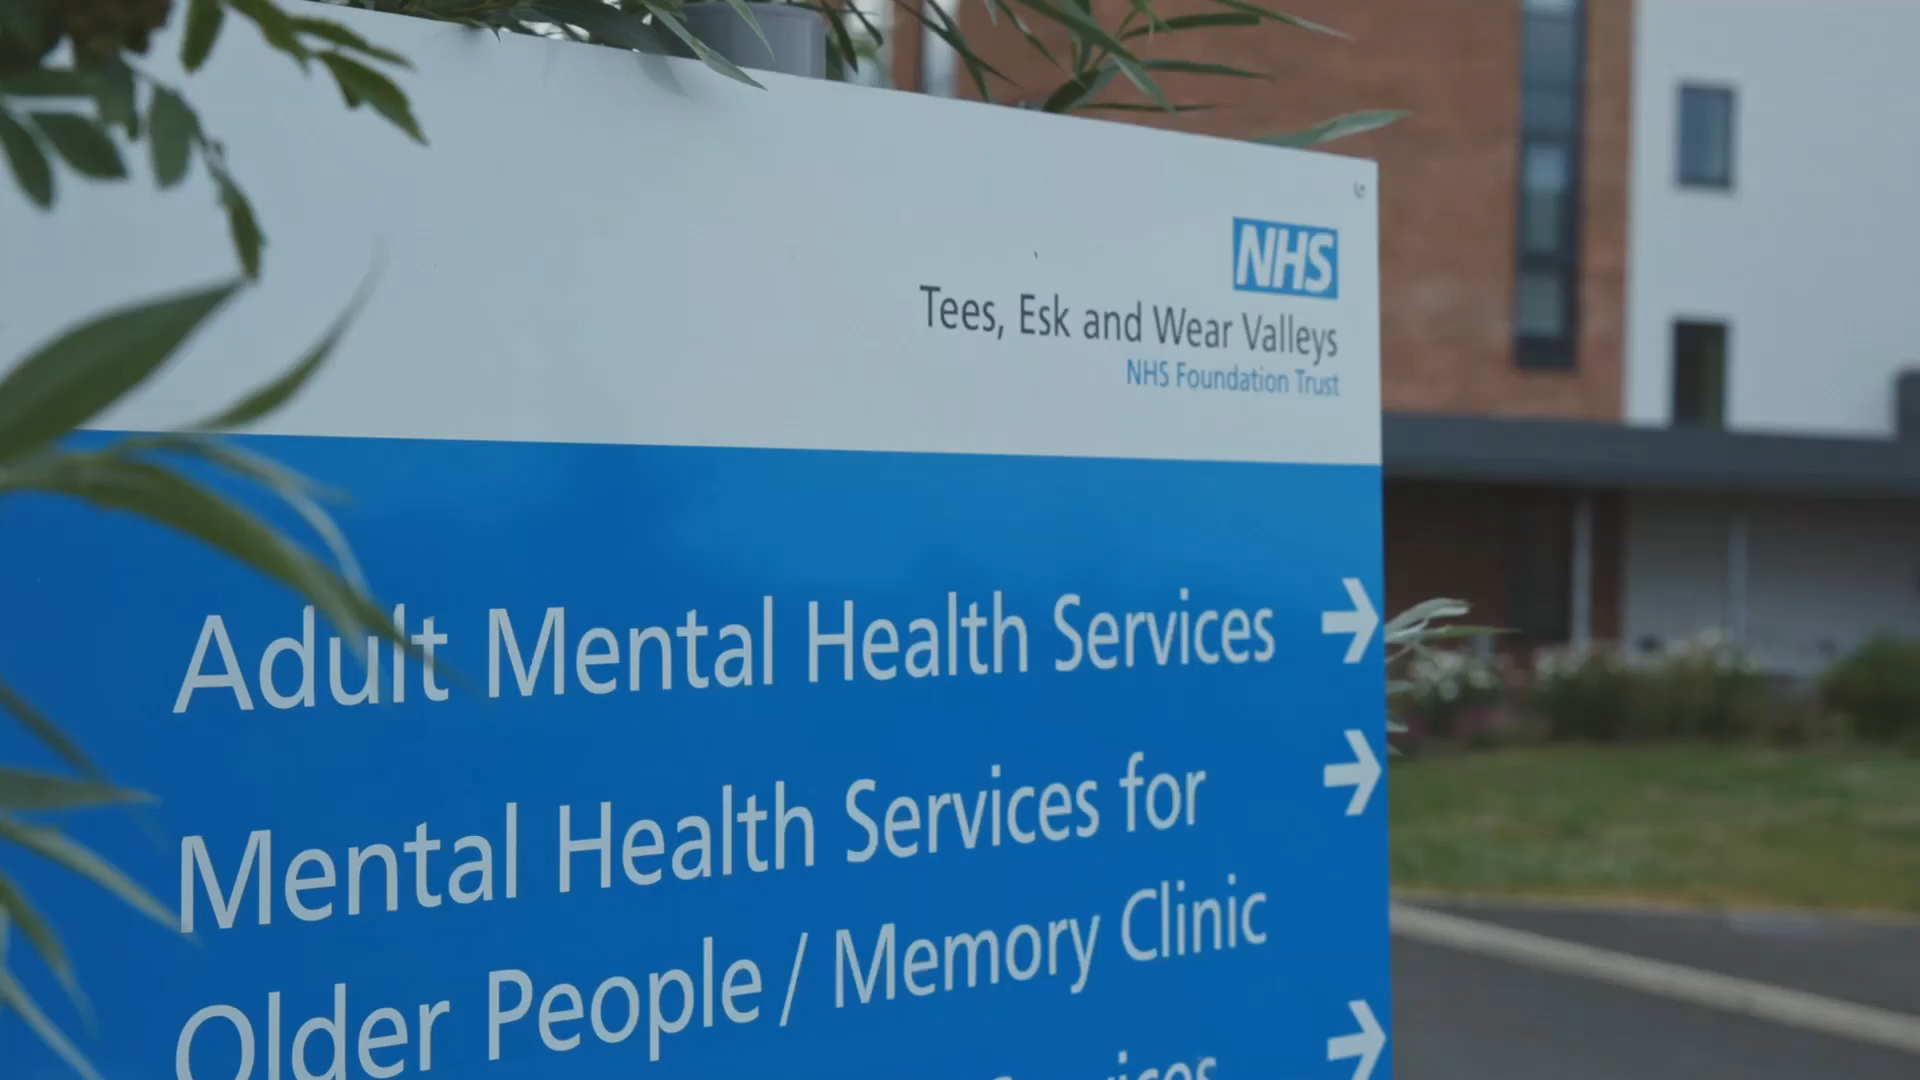 NHS
Tees, Esk and Wear Valleys
NHS Foundation Trust
Adult Mental Health Services
Mental Health Services for
Older People / Memory Clinic
Services